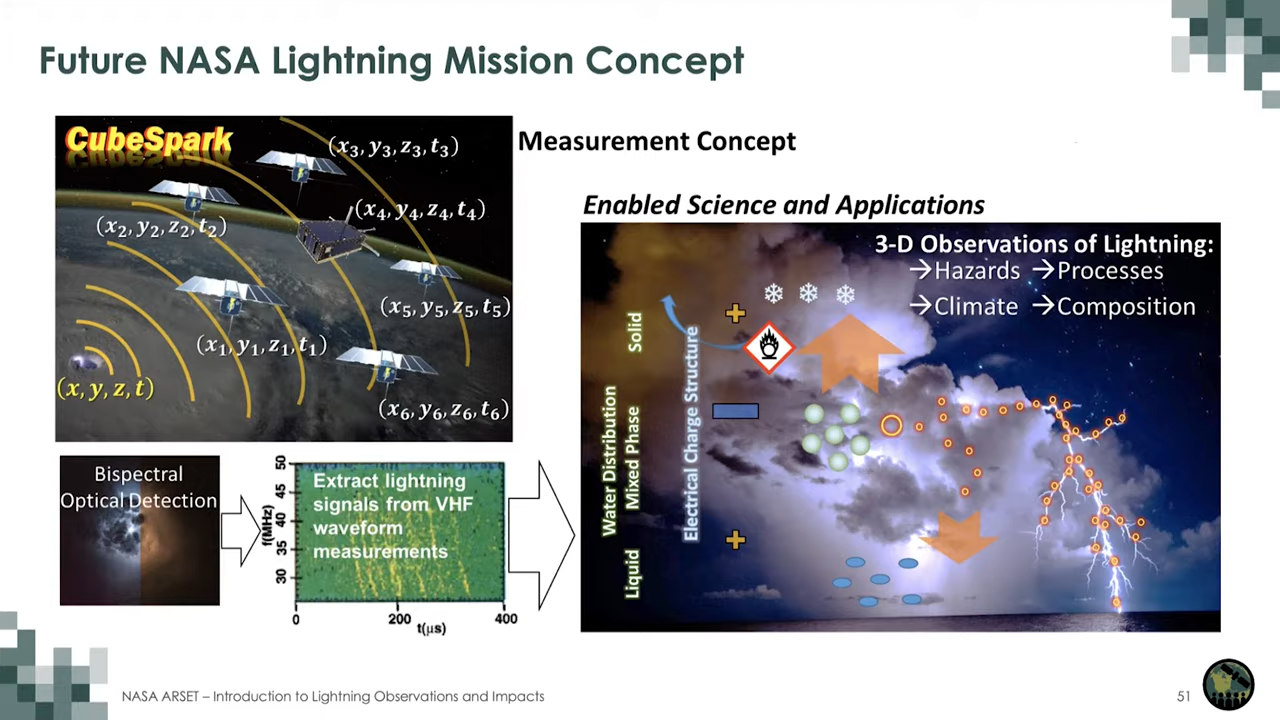 Future NASA Lightning Mission Concept
CubeSpark
(x₃, y₃, z₃, t₃)
(x₄, y₄, z₄, t₄)
(x₂, y₂, z₂, t₂)
(x₅, y₅, z₅, t₅)
(x₁, y₁, z₁, t₁)
(x, y, z, t)
(x₆, y₆, z₆, t₆)
Measurement Concept
Enabled Science and Applications
3-D Observations of Lightning:
→Hazards →Processes
→Climate →Composition
Solid
Mixed Phase
Liquid
Water Distribution
Electrical Charge Structure
Bispectral
Optical Detection
f(MHz)
50
45
40
35
30
Extract lightning
signals from VHF
waveform
measurements
0
200
400
t(μs)
NASA ARSET – Introduction to Lightning Observations and Impacts
51